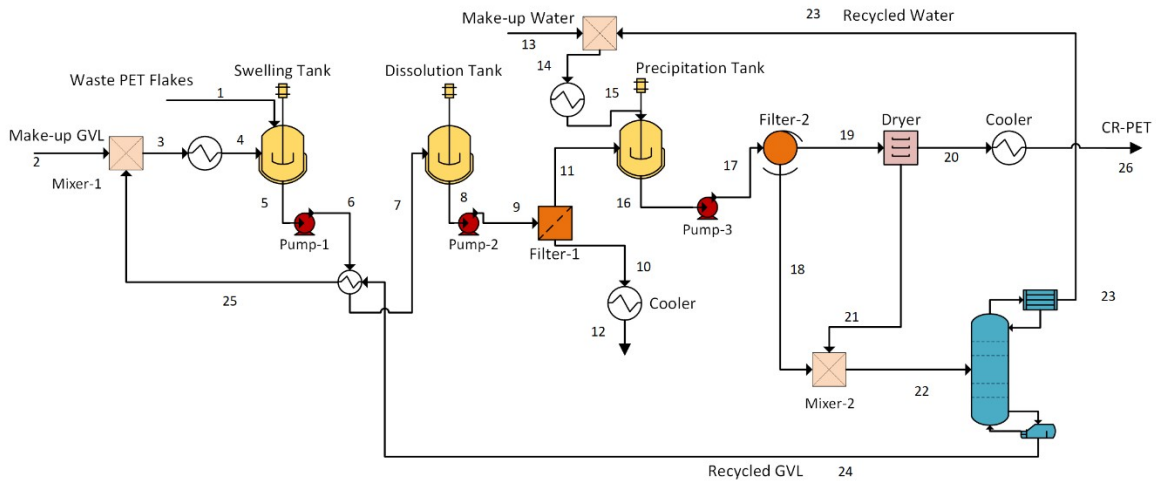 23 Recycled Water
Make-up Water
13
14
Swelling Tank
Dissolution Tank
15 Precipitation Tank
Waste PET Flakes
1
Filter-2
19
Dryer
Cooler
CR-PET
Make-up GVL
2
3
4
Mixer-1
11
17
20
26
5
6
7
8
9
16
Pump-1
Pump-2
Filter-1
Pump-3
10
18
25
Cooler
12
21
23
22
Mixer-2
Recycled GVL 24